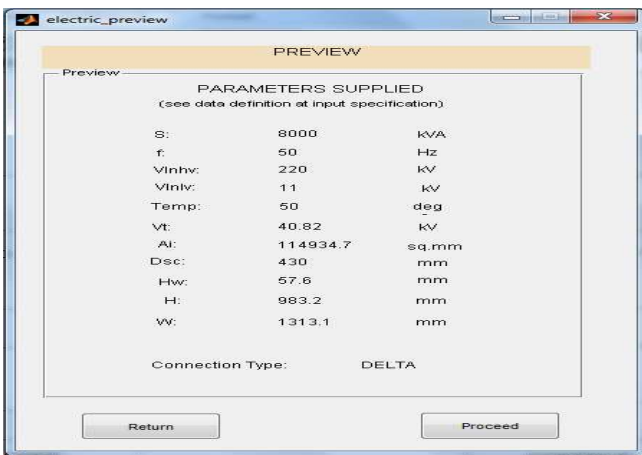 electric_preview
PREVIEW
Preview
PARAMETERS SUPPLIED
(see data definition at input specification)
S: 8000 kVA
f: 50 Hz
Vlnhv: 220 kV
Vlnlv: 11 kV
Temp: 50 deg
Vt: 40.82 kV
Ai: 114934.7 sq.mm
Dsc: 430 mm
Hw: 57.6 mm
H: 983.2 mm
W: 1313.1 mm
Connection Type: DELTA
Return Proceed